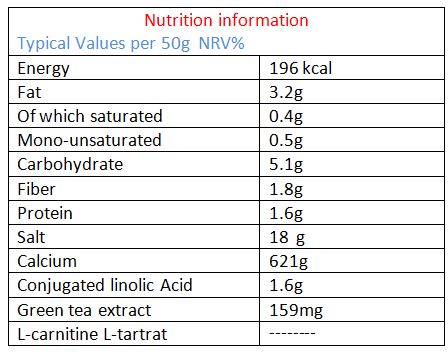 Nutrition information
Typical Values per 50g  NRV%
Energy 196 kcal
Fat 3.2g
Of which saturated 0.4g
Mono-unsaturated 0.5g
Carbohydrate 5.1g
Fiber 1.8g
Protein 1.6g
Salt 18  g
Calcium 621g
Conjugated linolic Acid 1.6g
Green tea extract 159mg
L-carnitine L-tartrat --------